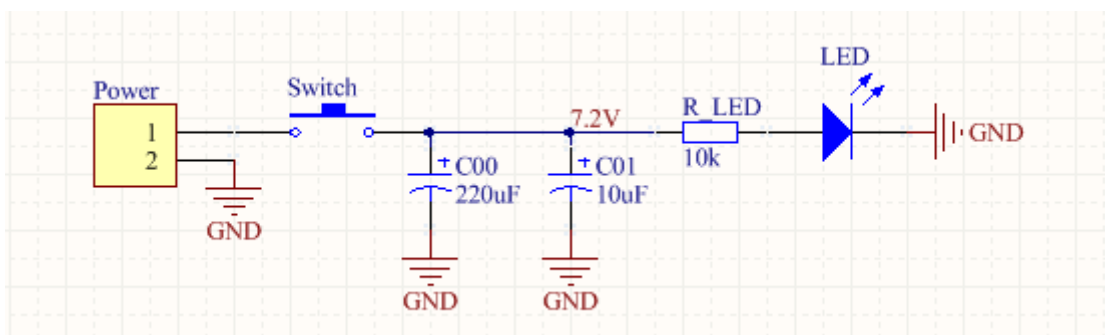 Power
1
2
GND
Switch
C00
220uF
GND
7.2V
C01
10uF
GND
R_LED
10k
LED
GND